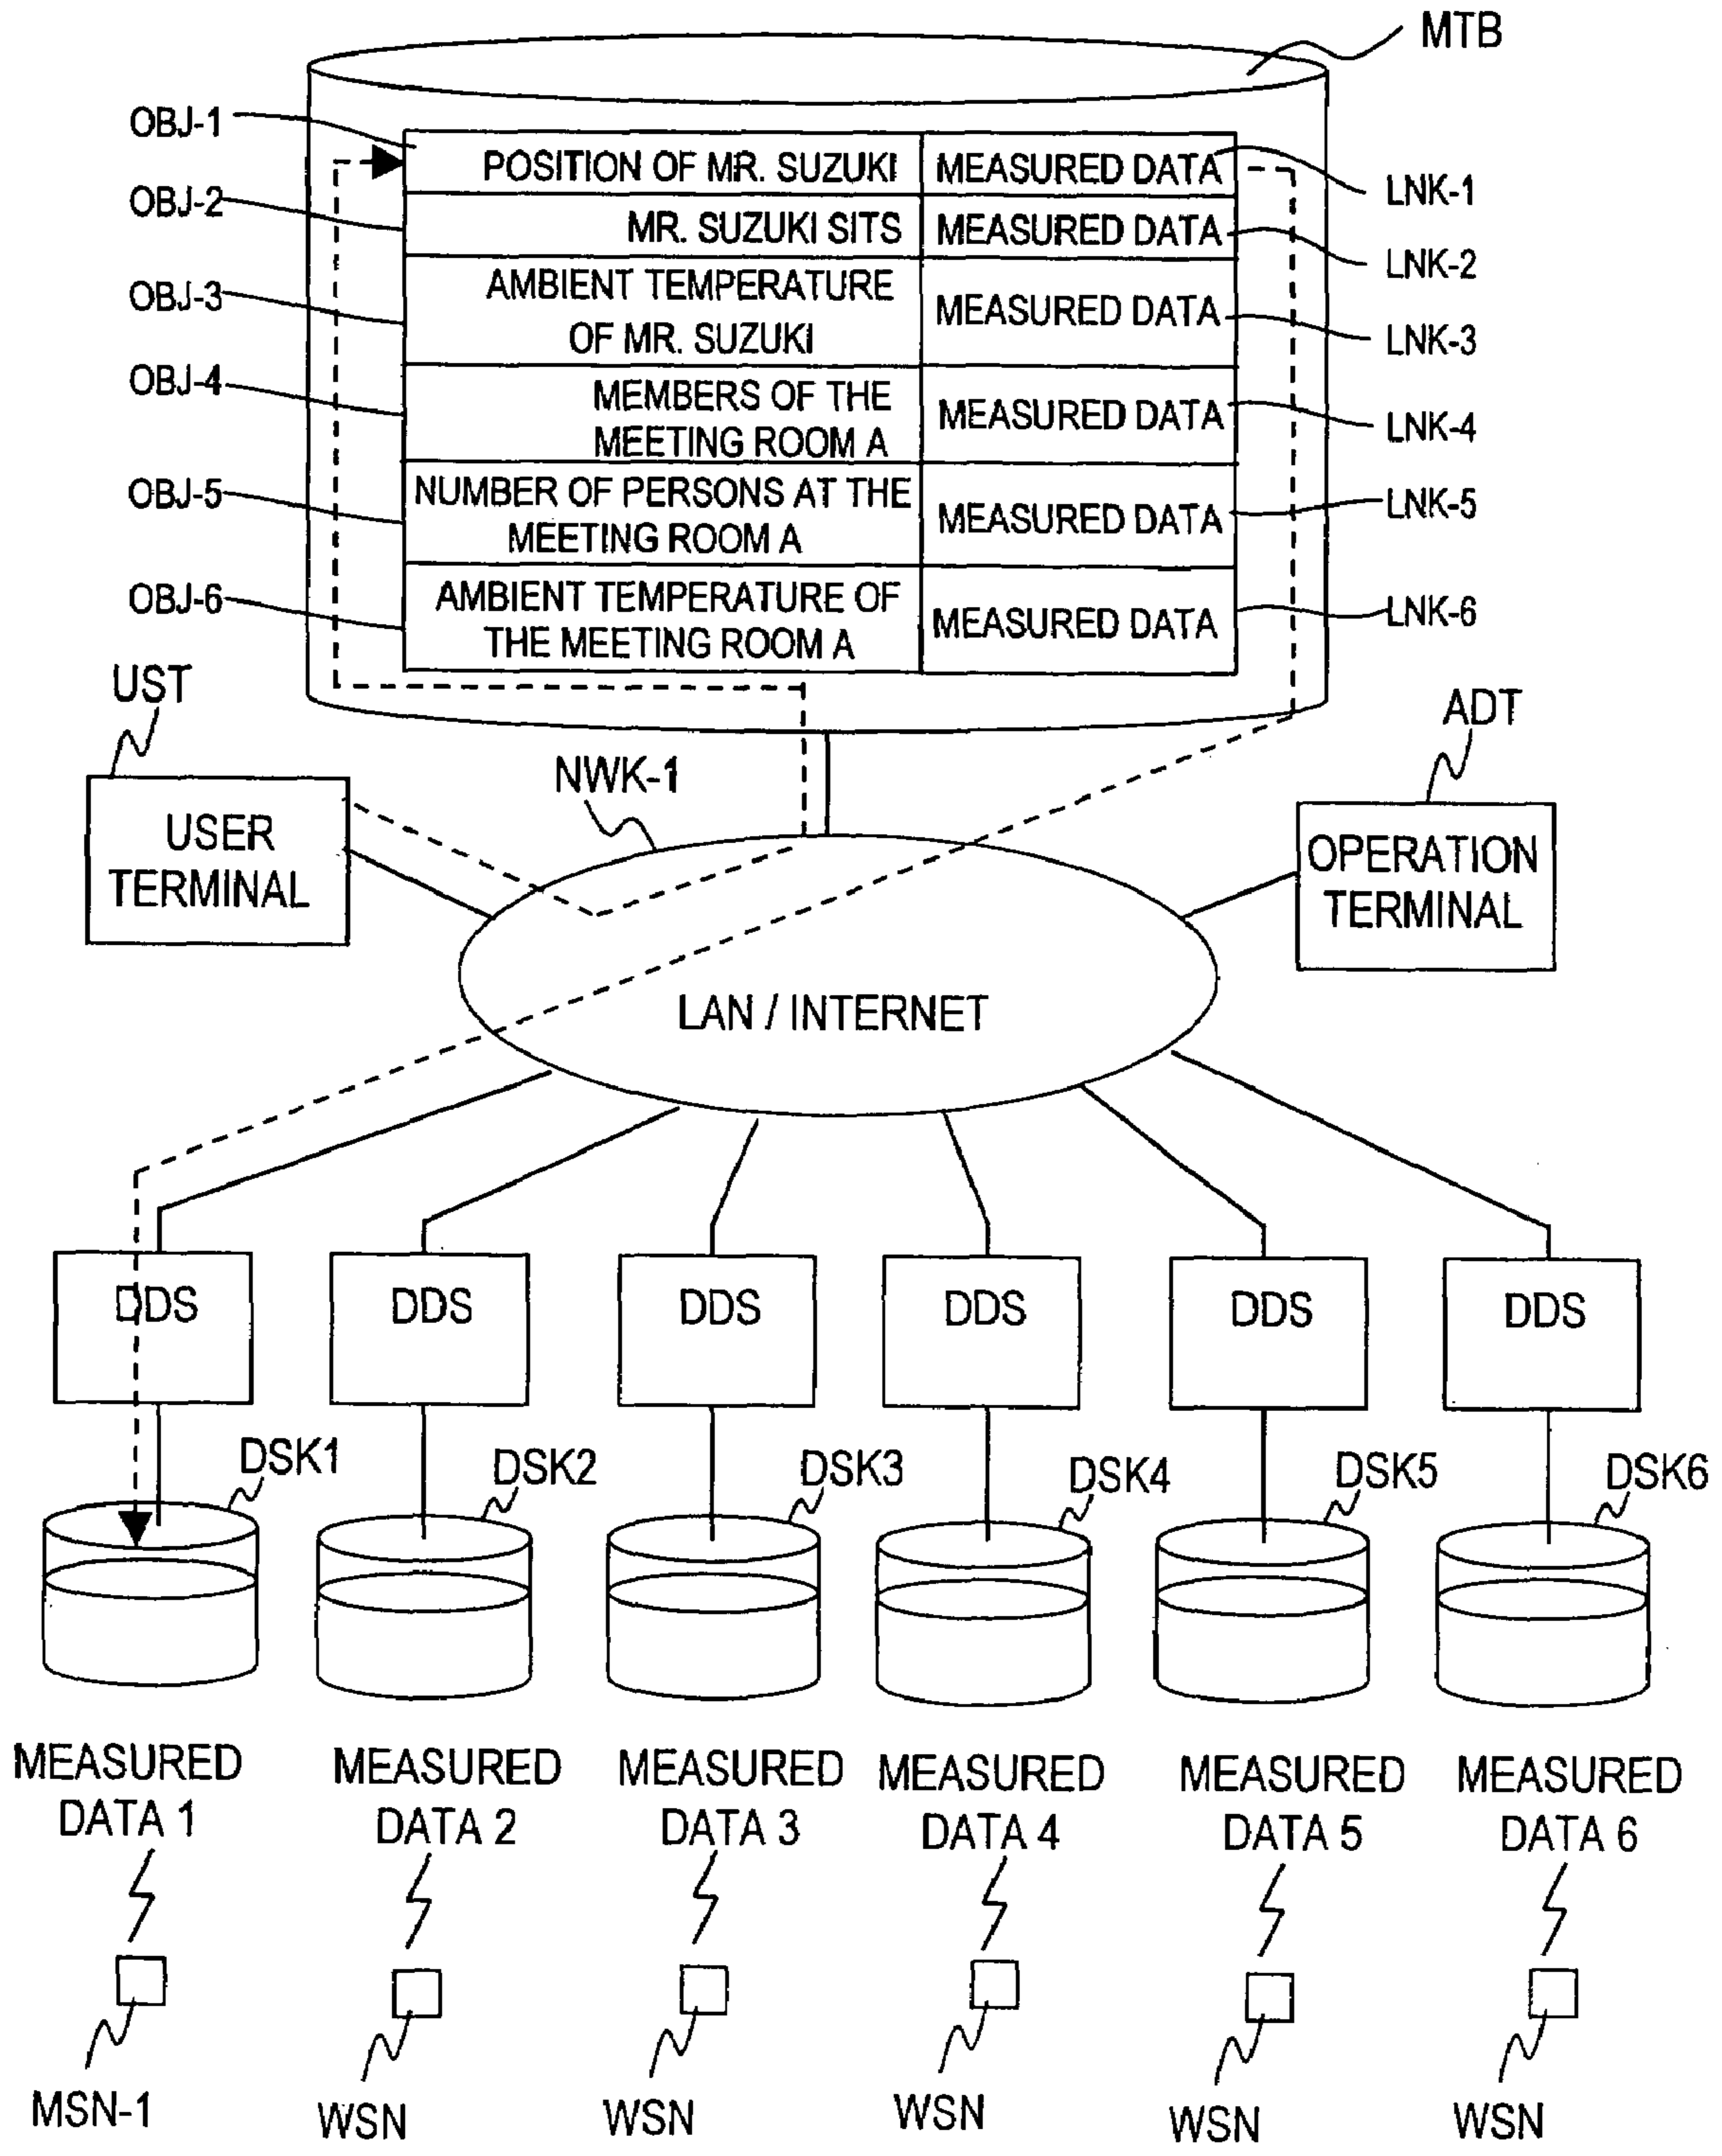 MTB
OBJ-1
POSITION OF MR. SUZUKI
MEASURED DATA
LNK-1
OBJ-2
MR. SUZUKI SITS
MEASURED DATA
LNK-2
OBJ-3
AMBIENT TEMPERATURE
OF MR. SUZUKI
MEASURED DATA
LNK-3
OBJ-4
MEMBERS OF THE
MEETING ROOM A
MEASURED DATA
LNK-4
OBJ-5
NUMBER OF PERSONS AT THE
MEETING ROOM A
MEASURED DATA
LNK-5
OBJ-6
AMBIENT TEMPERATURE OF
THE MEETING ROOM A
MEASURED DATA
LNK-6
UST
USER
TERMINAL
NWK-1
ADT
OPERATION
TERMINAL
LAN / INTERNET
DDS
DDS
DDS
DDS
DDS
DDS
DSK1
DSK2
DSK3
DSK4
DSK5
DSK6
MEASURED
DATA 1
MEASURED
DATA 2
MEASURED
DATA 3
MEASURED
DATA 4
MEASURED
DATA 5
MEASURED
DATA 6
MSN-1
WSN
WSN
WSN
WSN
WSN